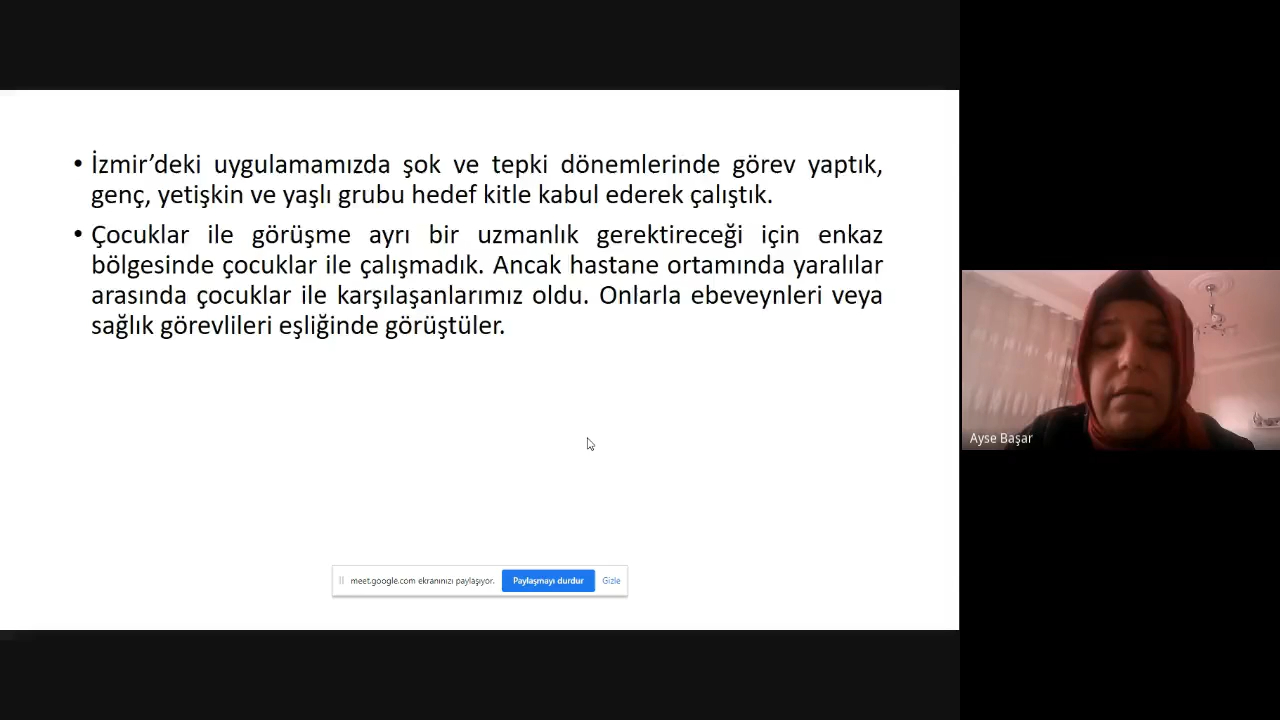 • İzmir’deki uygulamamızda şok ve tepki dönemlerinde görev yaptık,
genç, yetişkin ve yaşlı grubu hedef kitle kabul ederek çalıştık.
• Çocuklar ile görüşme ayrı bir uzmanlık gerektireceği için enkaz
bölgesinde çocuklar ile çalışmadık. Ancak hastane ortamında yaralılar
arasında çocuklar ile karşılaşanlarımız oldu. Onlarla ebeveynleri veya
sağlık görevlileri eşliğinde görüştüler.
Ayse Başar
meet.google.com ekranınızı paylaşıyor. Paylaşmayı durdur Gizle